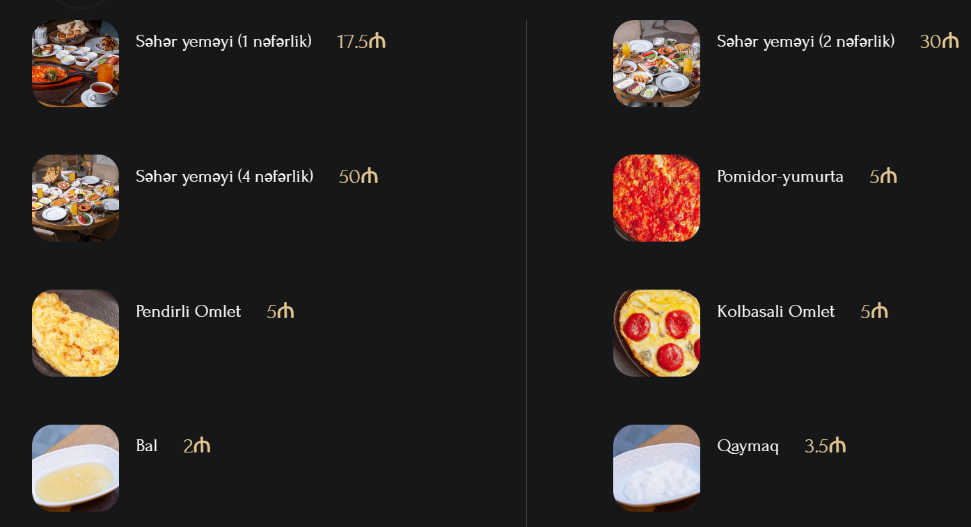 Səhər yeməyi (1 nəfərlik) 17.5₼
Səhər yeməyi (2 nəfərlik) 30₼
Səhər yeməyi (4 nəfərlik) 50₼
Pomidor-yumurta 5₼
Pendirli Omlet 5₼
Kolbasali Omlet 5₼
Bal 2₼
Qaymaq 3.5₼